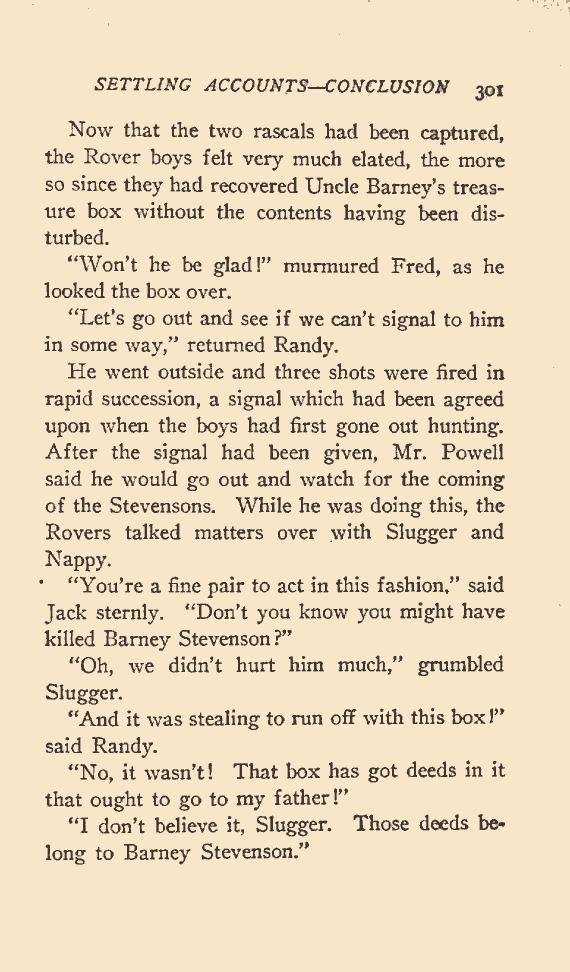 SETTLING ACCOUNTS—CONCLUSION 301
Now that the two rascals had been captured,
the Rover boys felt very much elated, the more
so since they had recovered Uncle Barney's treas-
ure box without the contents having been dis-
turbed.
"Won't he be glad!" murmured Fred, as he
looked the box over.
"Let's go out and see if we can't signal to him
in some way," returned Randy.
He went outside and three shots were fired in
rapid succession, a signal which had been agreed
upon when the boys had first gone out hunting.
After the signal had been given, Mr. Powell
said he would go out and watch for the coming
of the Stevensons. While he was doing this, the
Rovers talked matters over with Slugger and
Nappy.
"You're a fine pair to act in this fashion," said
Jack sternly. "Don't you know you might have
killed Barney Stevenson?"
"Oh, we didn't hurt him much," grumbled
Slugger.
"And it was stealing to run off with this box!"
said Randy.
"No, it wasn't! That box has got deeds in it
that ought to go to my father!"
"I don't believe it, Slugger. Those deeds be-
long to Barney Stevenson."